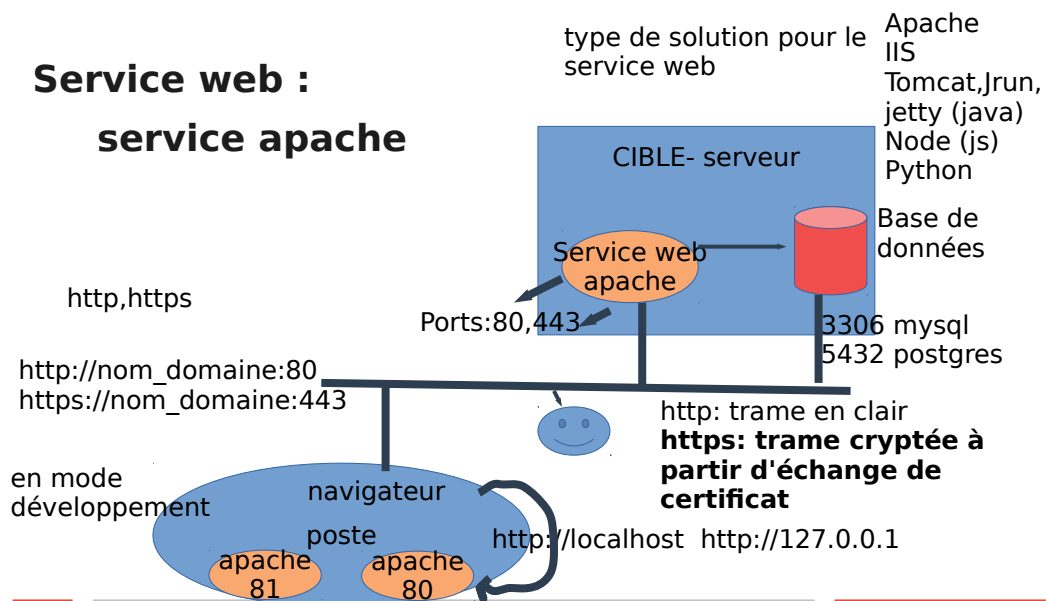 Service web :
service apache
type de solution pour le
service web
Apache
IIS
Tomcat,Jrun,
jetty (java)
Node (js)
Python
CIBLE- serveur
Base de
données
Service web
apache
http,https
Ports:80,443
3306 mysql
5432 postgres
http://nom_domaine:80
https://nom_domaine:443
http: trame en clair
https: trame cryptée à
partir d'échange de
certificat
en mode
développement
navigateur
poste
http://localhost http://127.0.0.1
apache
81
apache
80